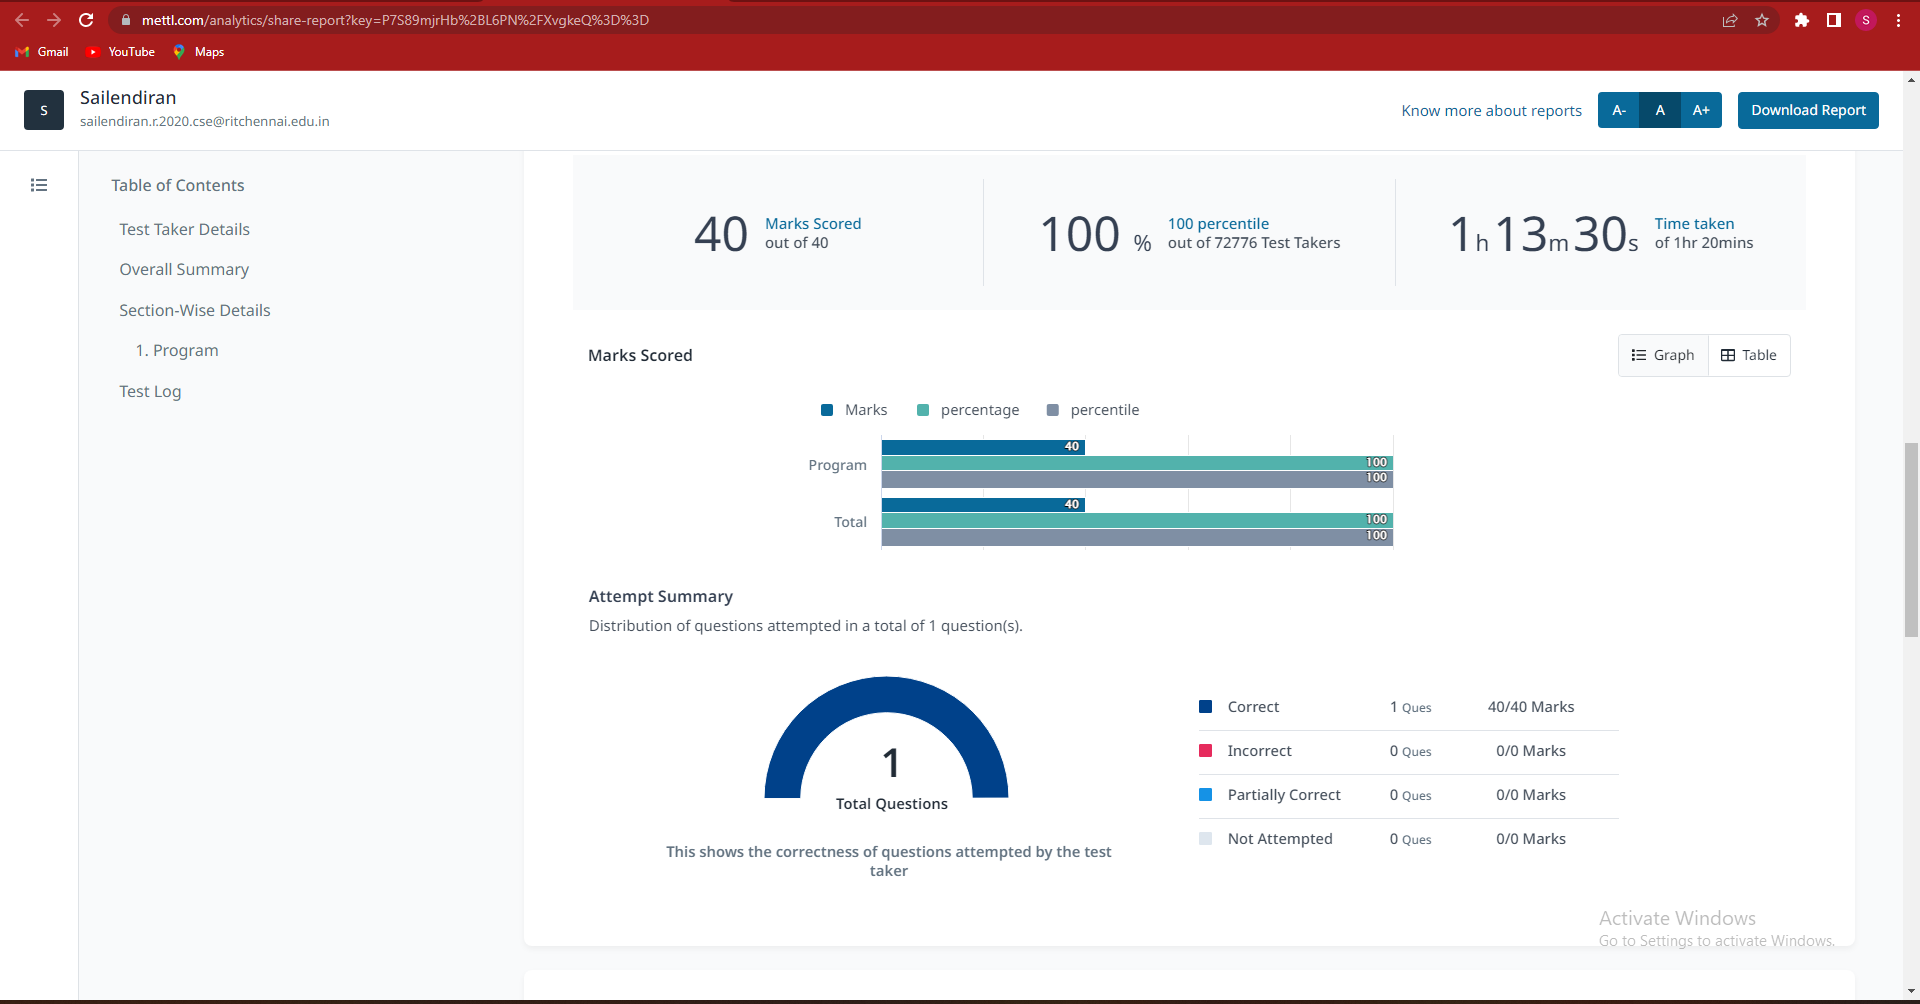 mettl.com/analytics/share-report?key=P7S89mjrHb%2BL6PN%2FXvgkeQ%3D%3D
S
Gmail
YouTube
Maps
S
Sailendiran
sailendiran.r.2020.cse@ritchennai.edu.in
Know more about reports
A-
A
A+
Download Report
Table of Contents
Test Taker Details
Overall Summary
Section-Wise Details
1. Program
Test Log
40
Marks Scored
out of 40
100 %
100 percentile
out of 72776 Test Takers
1h 13m 30s
Time taken
of 1hr 20mins
Marks Scored
Graph
Table
Marks
percentage
percentile
Program
40
100
100
Total
40
100
100
Attempt Summary
Distribution of questions attempted in a total of 1 question(s).
1
Total Questions
This shows the correctness of questions attempted by the test
taker
Correct 1 Ques 40/40 Marks
Incorrect 0 Ques 0/0 Marks
Partially Correct 0 Ques 0/0 Marks
Not Attempted 0 Ques 0/0 Marks
Activate Windows
Go to Settings to activate Windows.